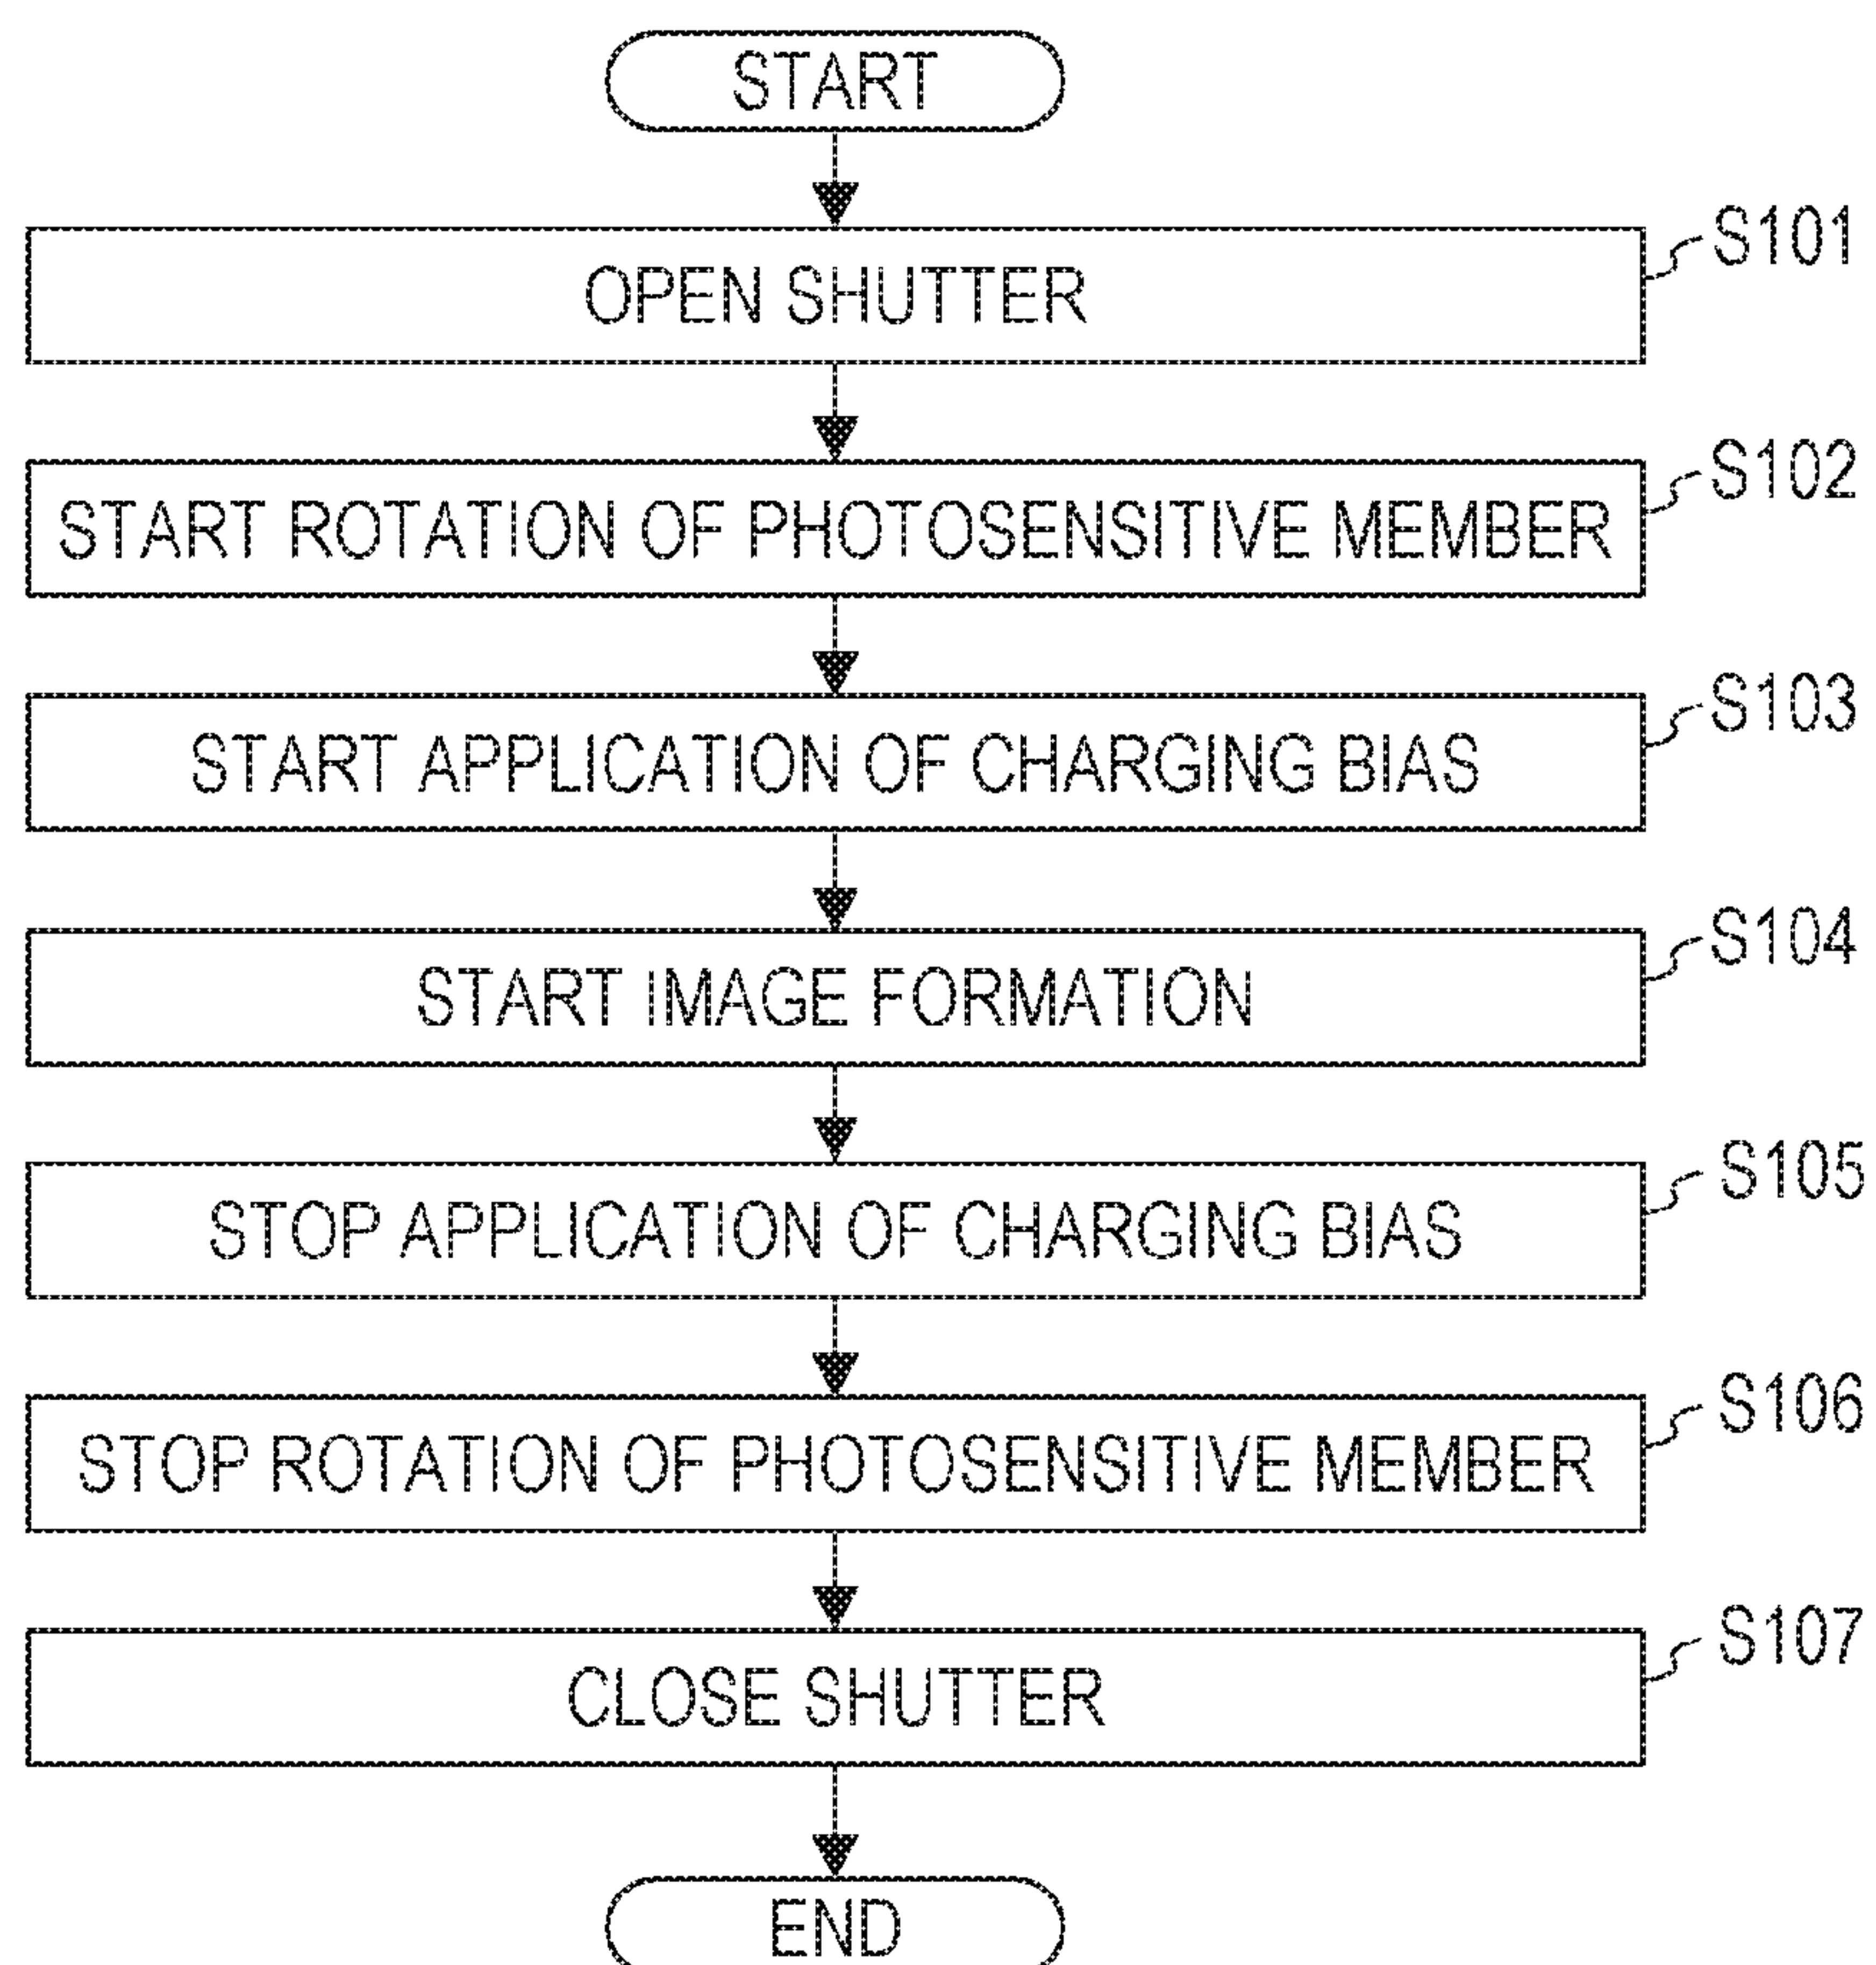 START
OPEN SHUTTER
S101
START ROTATION OF PHOTOSENSITIVE MEMBER
S102
START APPLICATION OF CHARGING BIAS
S103
START IMAGE FORMATION
S104
STOP APPLICATION OF CHARGING BIAS
S105
STOP ROTATION OF PHOTOSENSITIVE MEMBER
S106
CLOSE SHUTTER
S107
END